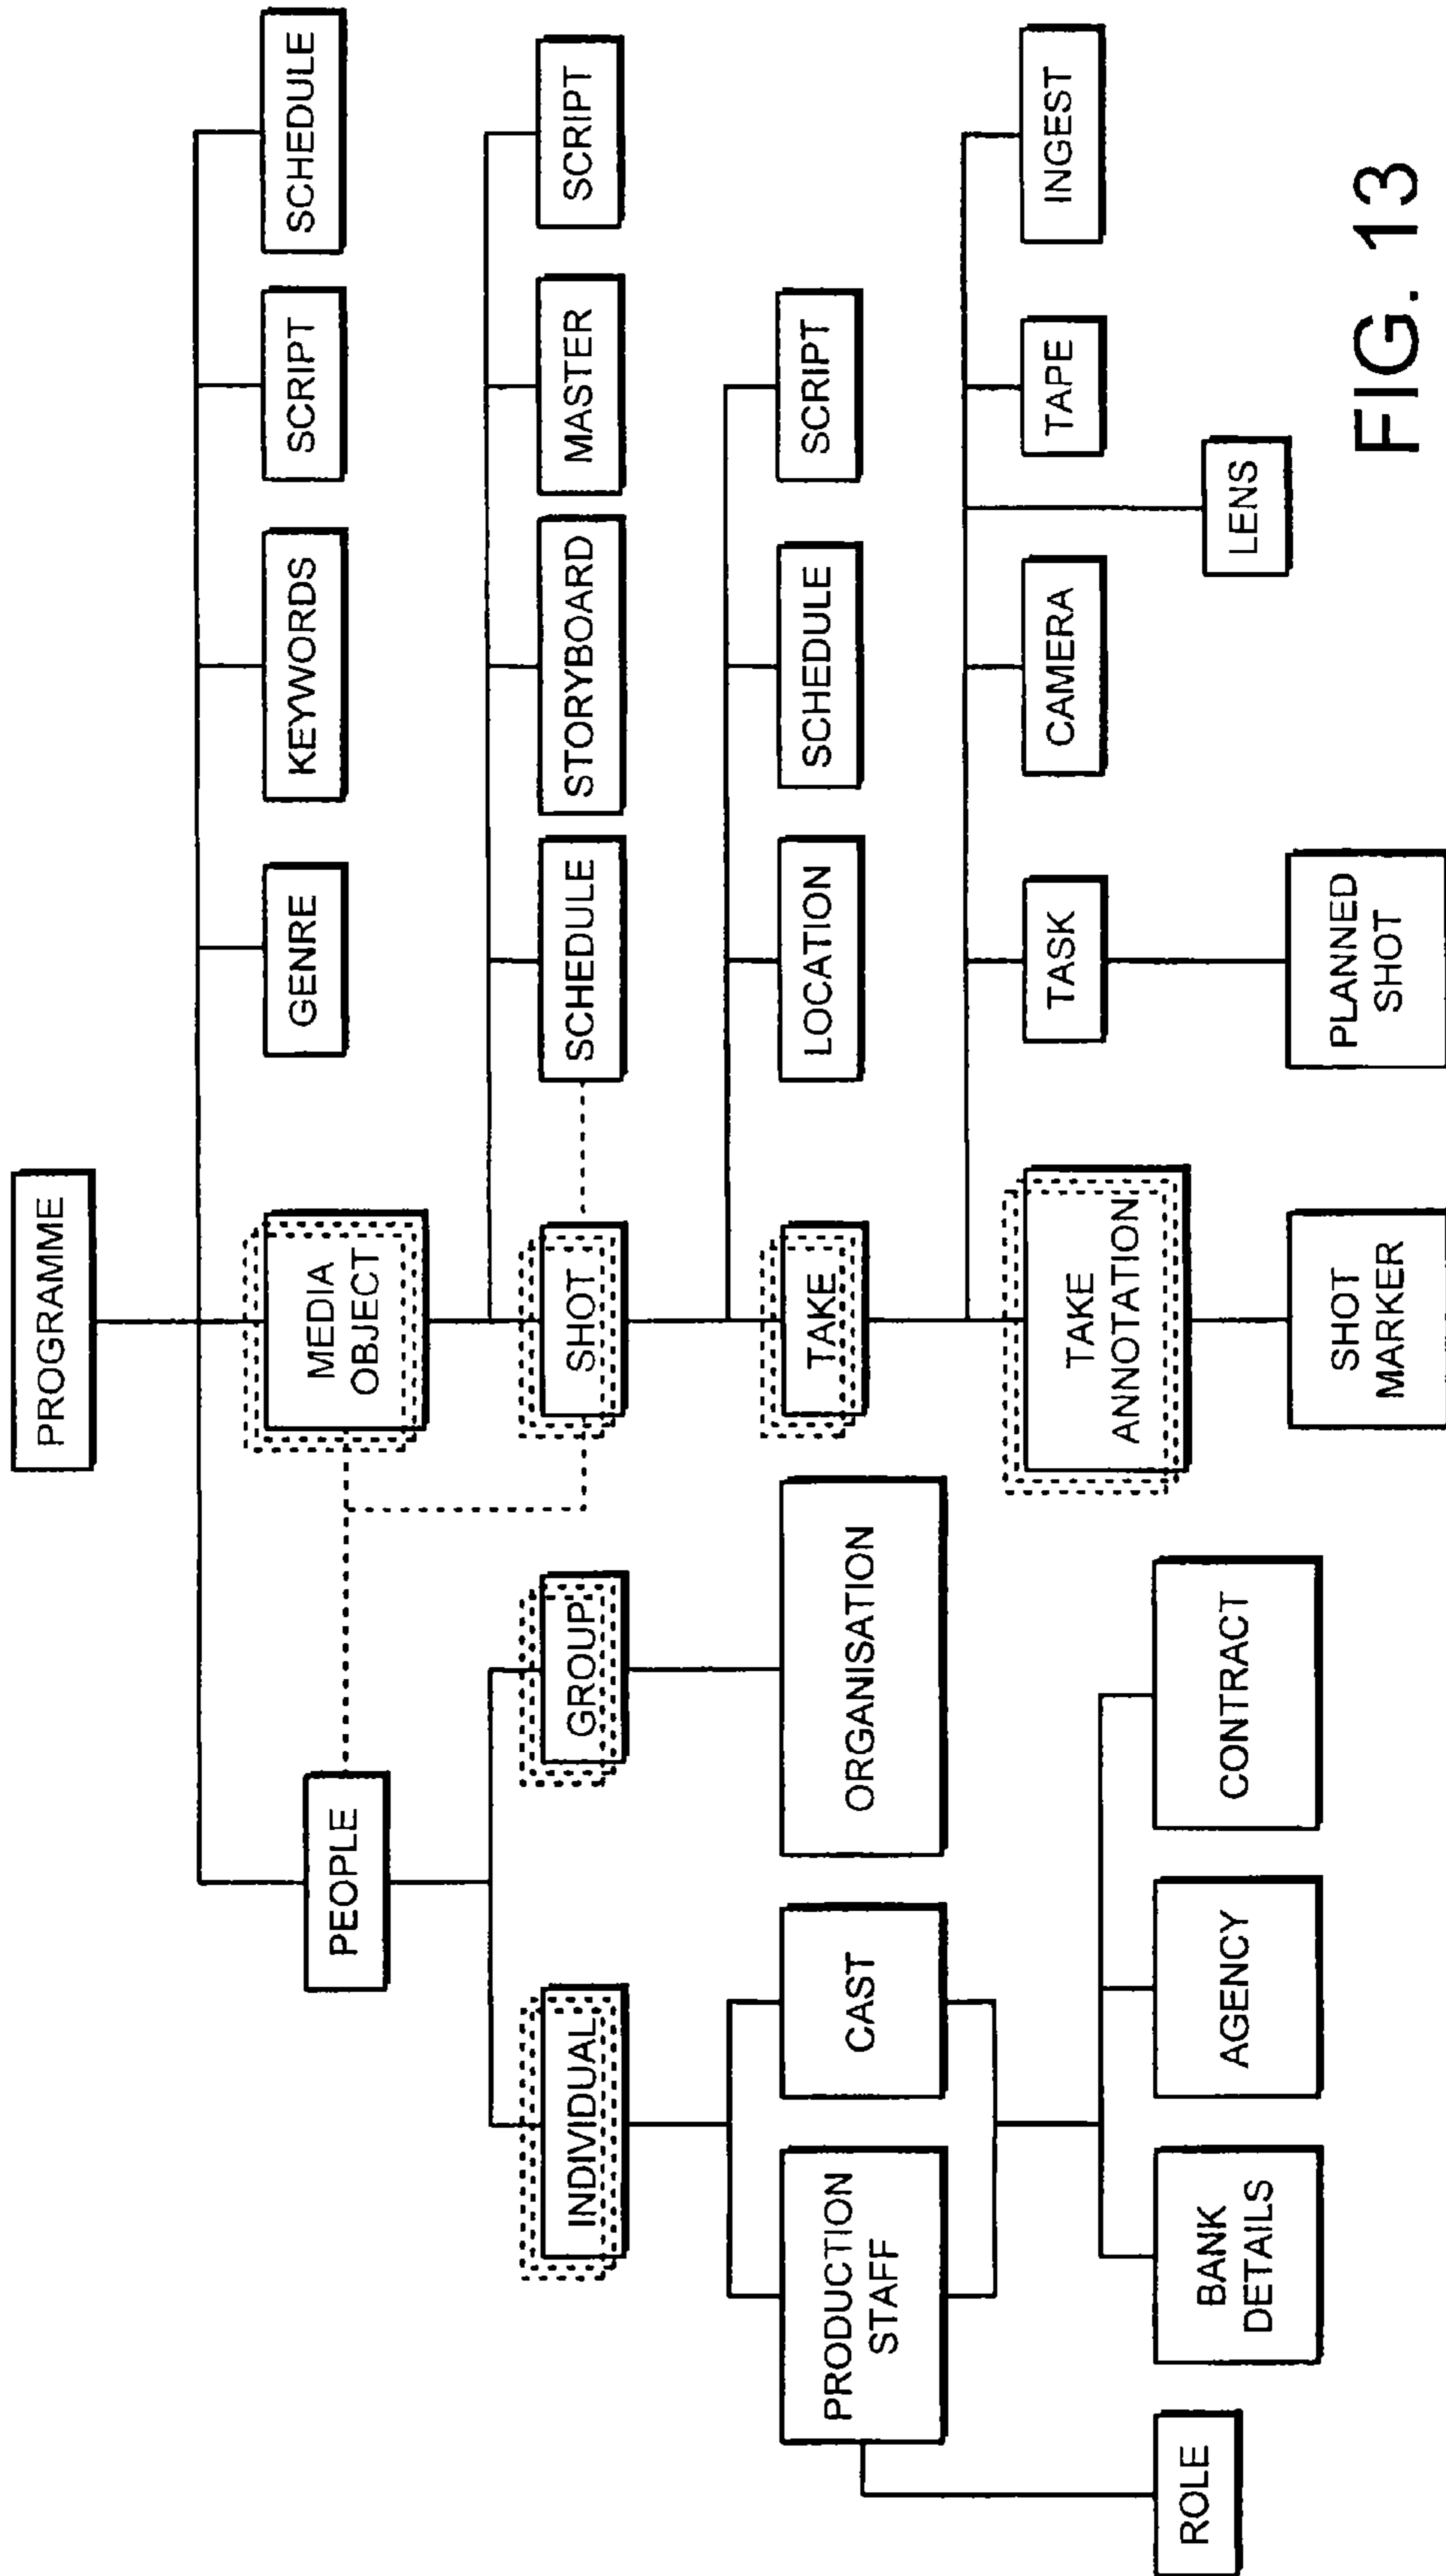 PROGRAMME
PEOPLE
MEDIA
OBJECT
GENRE
KEYWORDS
SCRIPT
SCHEDULE
INDIVIDUAL
GROUP
SHOT
SCHEDULE
STORYBOARD
MASTER
SCRIPT
PRODUCTION
STAFF
CAST
ORGANISATION
TAKE
LOCATION
SCHEDULE
SCRIPT
TAKE
ANNOTATION
TASK
CAMERA
TAPE
INGEST
ROLE
BANK
DETAILS
AGENCY
CONTRACT
LENS
SHOT
MARKER
PLANNED
SHOT
FIG. 13